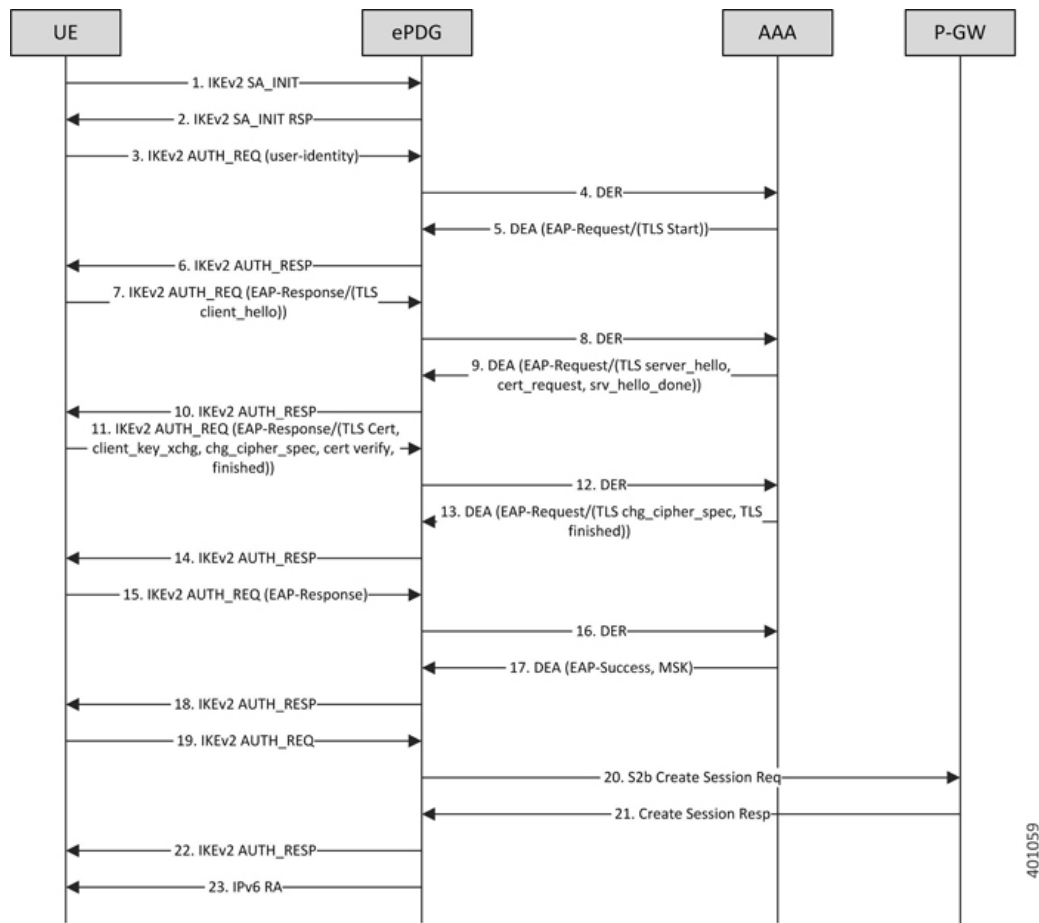 UE
ePDG
AAA
P-GW
1. IKEv2 SA_INIT
2. IKEv2 SA_INIT RSP
3. IKEv2 AUTH_REQ (user-identity)
4. DER
5. DEA (EAP-Request/(TLS Start))
6. IKEv2 AUTH_RESP
7. IKEv2 AUTH_REQ (EAP-Response/(TLS
client_hello))
8. DER
9. DEA (EAP-Request/(TLS server_hello,
cert_request, srv_hello_done))
10. IKEv2 AUTH_RESP
11. IKEv2 AUTH_REQ (EAP-Response/(TLS Cert,
client_key_xchg, chg_cipher_spec, cert verify,
finished))
12. DER
13. DEA (EAP-Request/(TLS chg_cipher_spec, TLS
finished))
14. IKEv2 AUTH_RESP
15. IKEv2 AUTH_REQ (EAP-Response)
16. DER
17. DEA (EAP-Success, MSK)
18. IKEv2 AUTH_RESP
19. IKEv2 AUTH_REQ
20. S2b Create Session Req
21. Create Session Resp
22. IKEv2 AUTH_RESP
23. IPv6 RA
401059